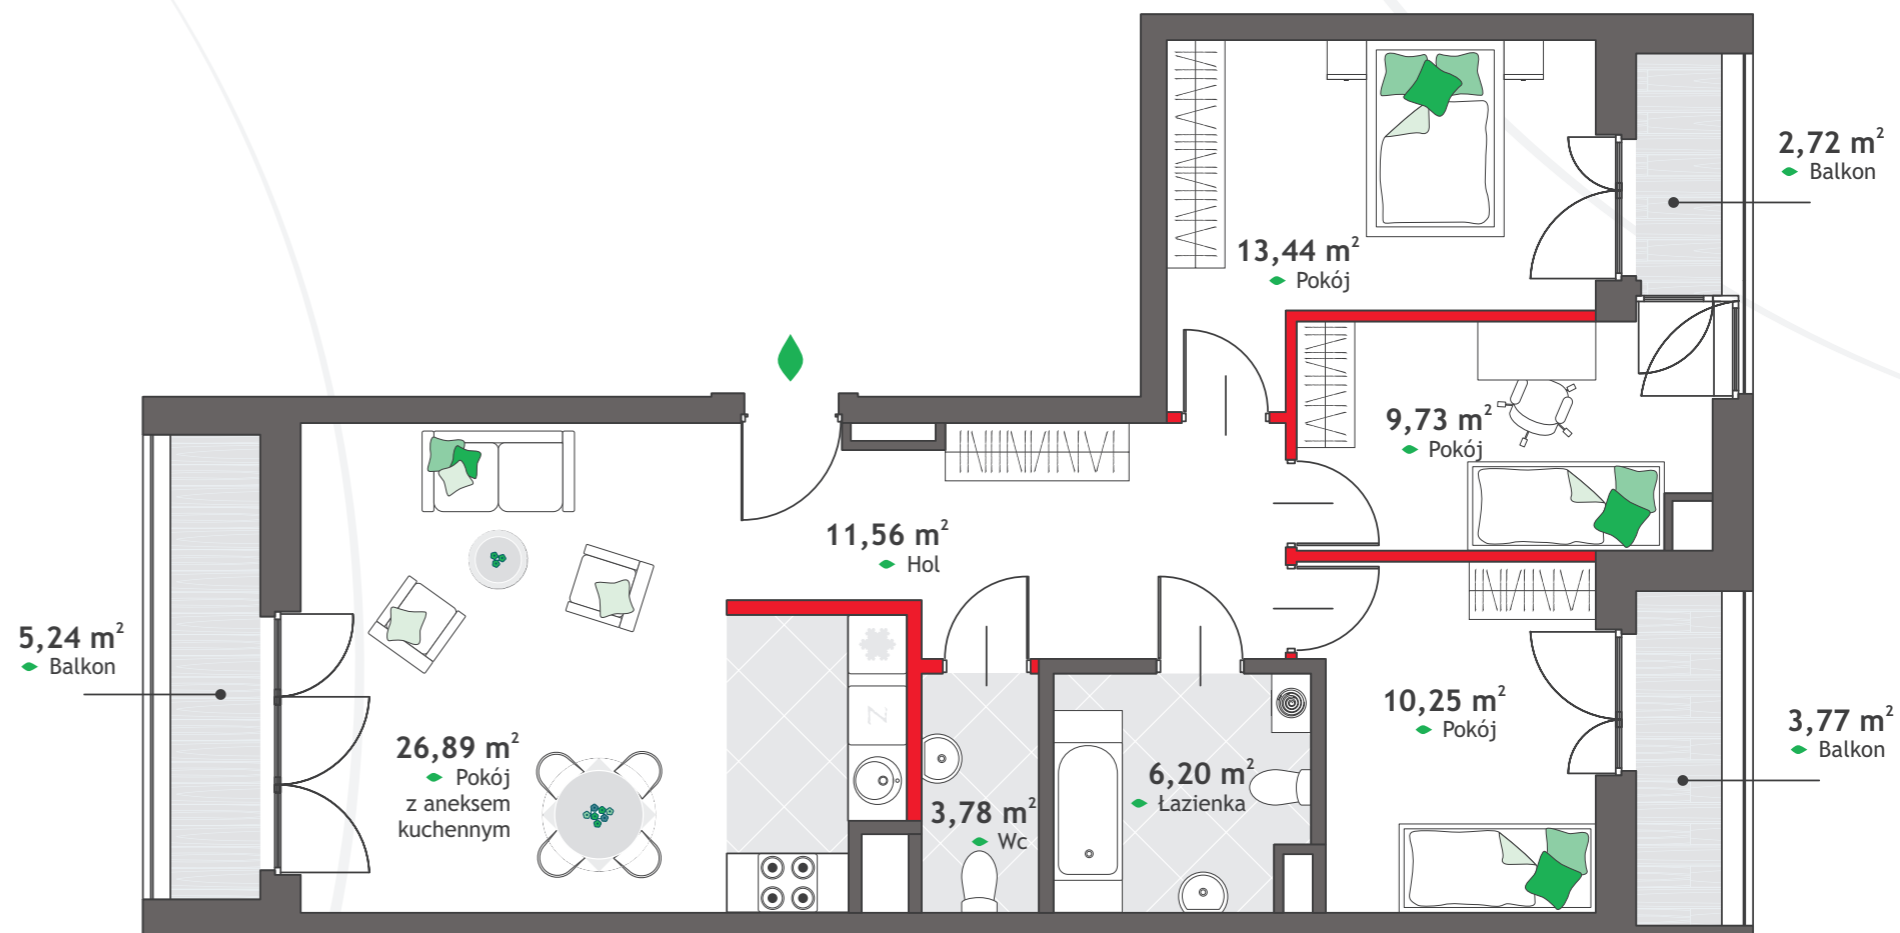 2,72 m²
Balkon
13,44 m²
Pokój
9,73 m²
Pokój
11,56 m²
Hol
5,24 m²
Balkon
26,89 m²
Pokój
z aneksem
kuchennym
N
3,78 m²
Wc
6,20 m²
Łazienka
10,25 m²
Pokój
3,77 m²
Balkon